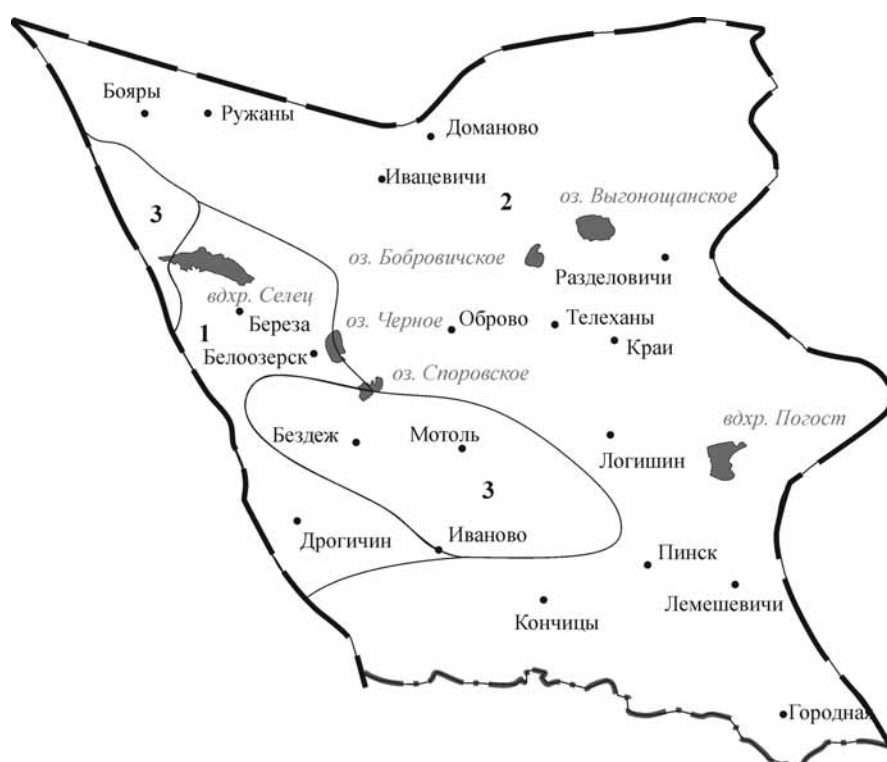 Бояры
Ружаны
Доманово
Ивацевичи
3
2
оз. Выгонощанское
оз. Бобровичское
Разделовичи
вдхр. Селец
Береза
оз. Черное
Оброво
Телеханы
1
Краи
Белоозерск
оз. Споровское
вдхр. Погост
Бездеж
Мотоль
Логишин
3
Дрогичин
Иваново
Пинск
Лемешевичи
Кончицы
Городная